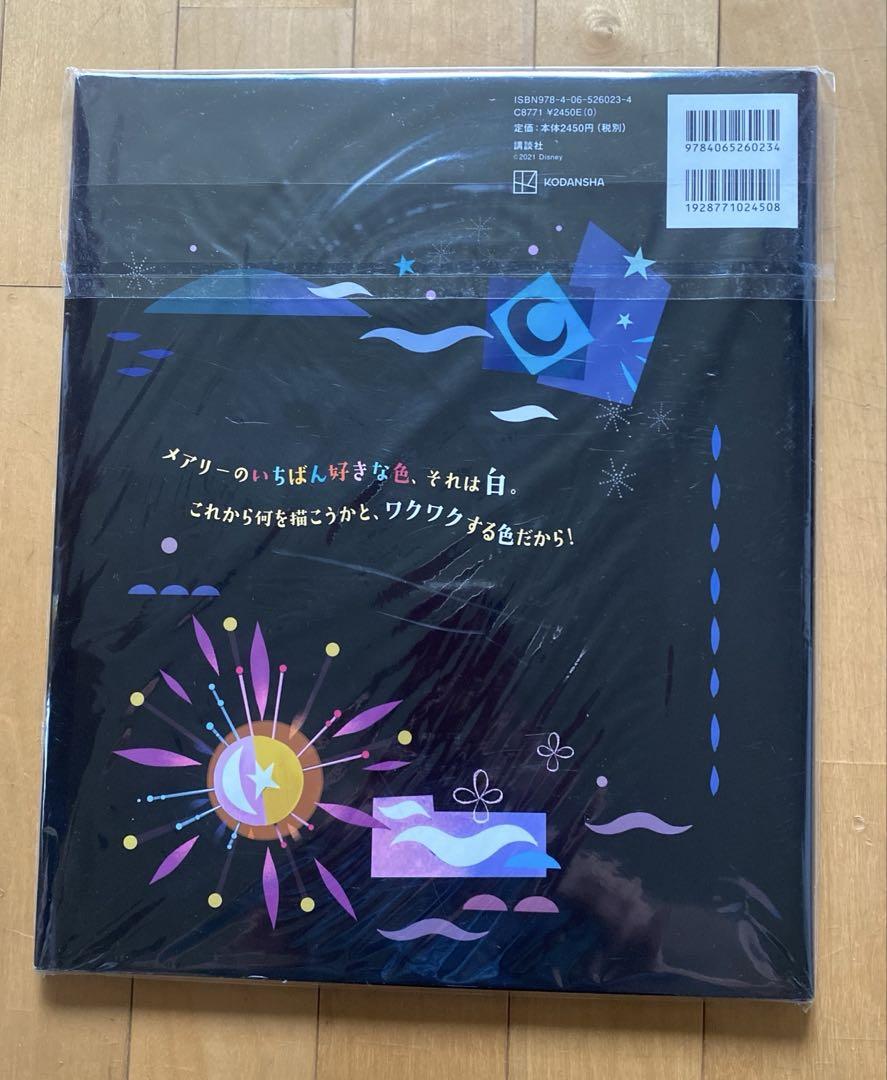 ISBN978-4-06-526023-4
C8771 ¥2450E(0)
定価:本体2450円(税別)
講談社
©2021 Disney
KODANSHA
9784065260234
1928771024508
メアリーのいちばん好きな色、それは白。
これから何を描こうかと、ワクワクする色だから!